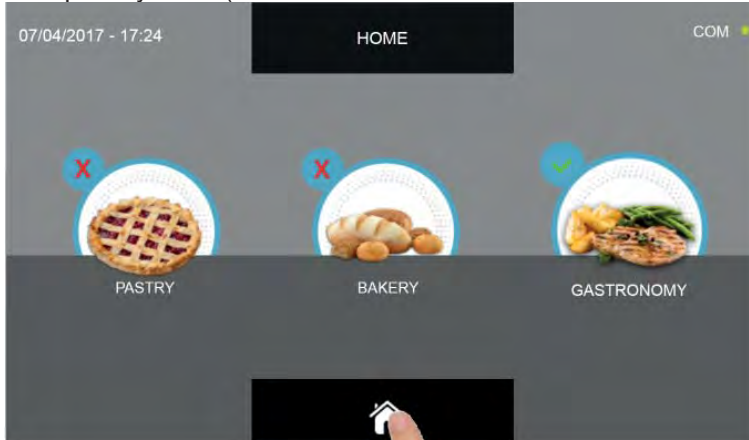 07/04/2017 - 17:24
HOME
COM
X
X
PASTRY
BAKERY
GASTRONOMY